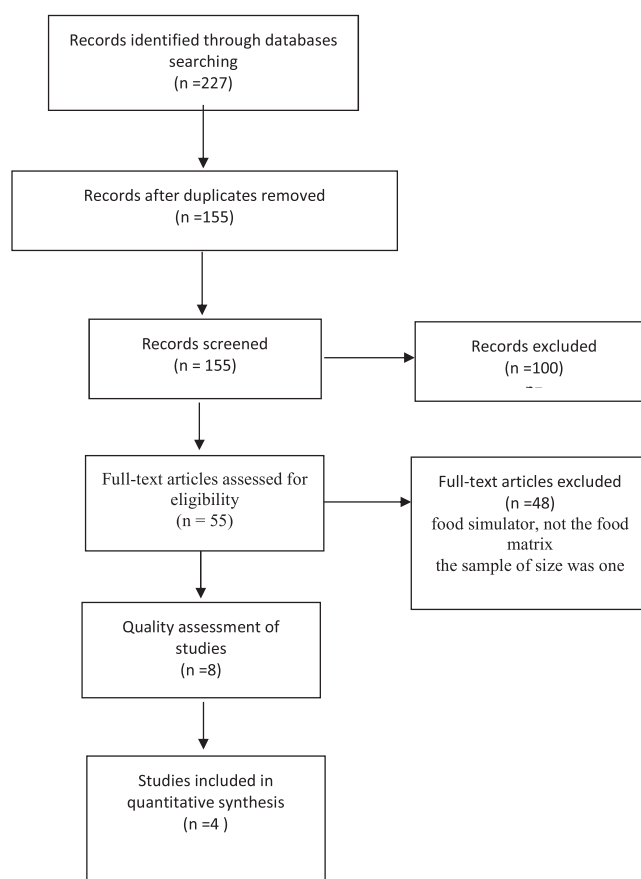 Records identified through databases
searching
(n =227)
Records after duplicates removed
(n =155)
Records screened
(n = 155)
Records excluded
(n =100)
Full-text articles assessed for
eligibility
(n = 55)
Full-text articles excluded
(n =48)
food simulator, not the food
matrix
the sample of size was one
Quality assessment of
studies
(n =8)
Studies included in
quantitative synthesis
(n =4 )